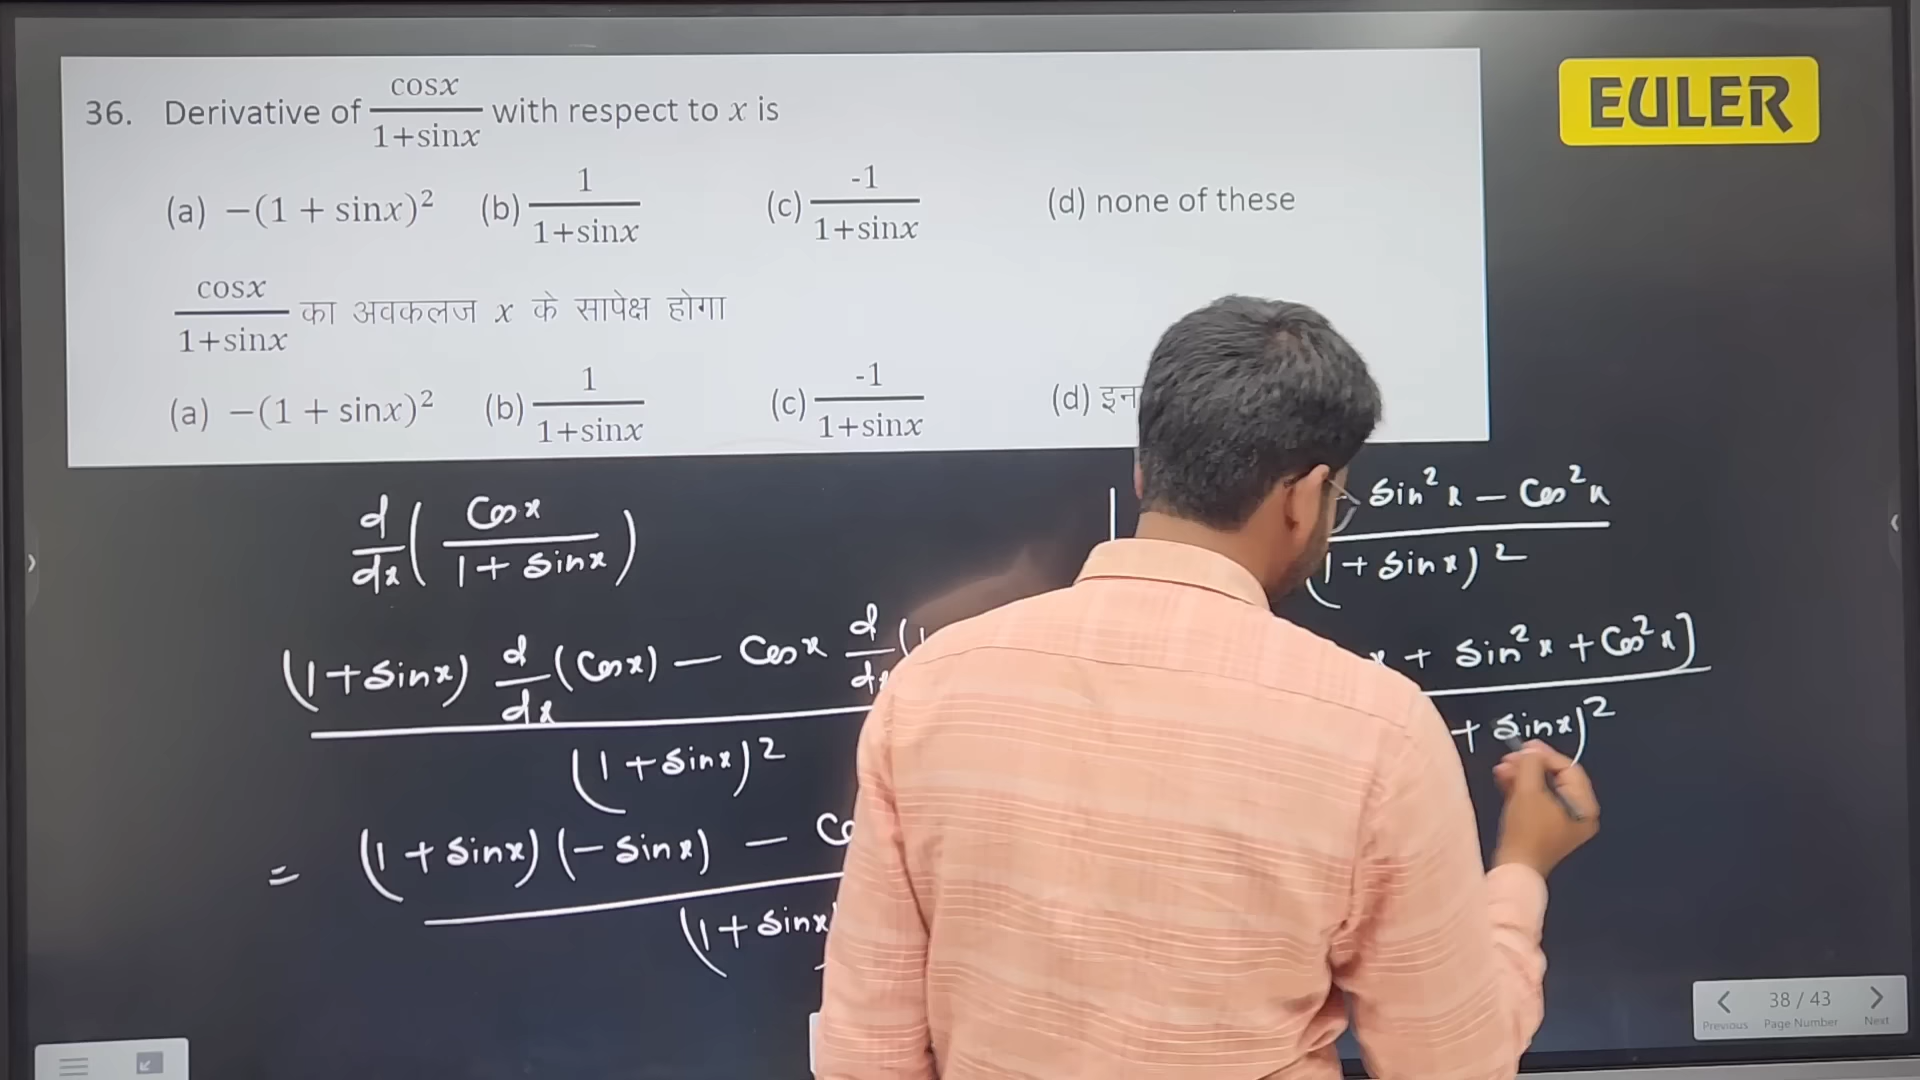 EULER
36. Derivative of cosx/1+sinx with respect to x is
(a) −(1 + sinx)² (b) 1/1+sinx (c) -1/1+sinx (d) none of these
cosx/1+sinx का अवकलज x के सापेक्ष होगा
(a) −(1 + sinx)² (b) 1/1+sinx (c) -1/1+sinx (d)
d/dx ( Cosx / 1 + Sinx )
(1+Sinx) d/dx (Cosx) − Cosx d/dx
(1 + Sinx)²
= (1 + Sinx) (− Sinx) −
(1 + Sinx
Sin²x − Cos²x
(1 + Sinx)²
+ Sin²x + Cos²x]
+ Sinx)²
38 / 43
Previous Page Number Next